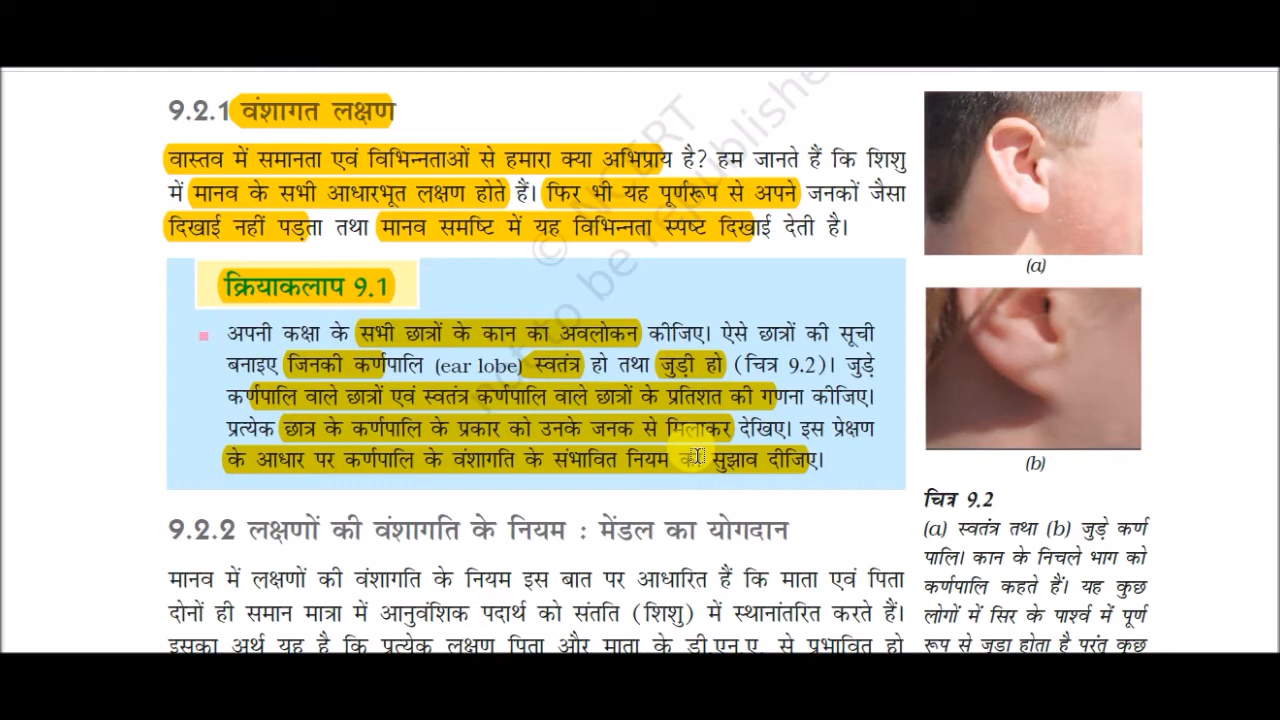 9.2.1 वंशागत लक्षण
वास्तव में समानता एवं विभिन्नताओं से हमारा क्या अभिप्राय है? हम जानते हैं कि शिशु
में मानव के सभी आधारभूत लक्षण होते हैं। फिर भी यह पूर्णरूप से अपने जनकों जैसा
दिखाई नहीं पड़ता तथा मानव समष्टि में यह विभिन्नता स्पष्ट दिखाई देती है।
क्रियाकलाप 9.1
अपनी कक्षा के सभी छात्रों के कान का अवलोकन कीजिए। ऐसे छात्रों की सूची
बनाइए जिनकी कर्णपालि (ear lobe) स्वतंत्र हो तथा जुड़ी हो (चित्र 9.2)। जुड़े
कर्णपालि वाले छात्रों एवं स्वतंत्र कर्णपालि वाले छात्रों के प्रतिशत की गणना कीजिए।
प्रत्येक छात्र के कर्णपालि के प्रकार को उनके जनक से मिलाकर देखिए। इस प्रेक्षण
के आधार पर कर्णपालि के वंशागति के संभावित नियम का सुझाव दीजिए।
9.2.2 लक्षणों की वंशागति के नियम : मेंडल का योगदान
मानव में लक्षणों की वंशागति के नियम इस बात पर आधारित हैं कि माता एवं पिता
दोनों ही समान मात्रा में आनुवंशिक पदार्थ को संतति (शिशु) में स्थानांतरित करते हैं।
इसका अर्थ यह है कि प्रत्येक लक्षण पिता और माता के डी.एन.ए. से प्रभावित हो
(a)
(b)
चित्र 9.2
(a) स्वतंत्र तथा (b) जुड़े कर्ण
पालि। कान के निचले भाग को
कर्णपालि कहते हैं। यह कुछ
लोगों में सिर के पार्श्व में पूर्ण
रूप से जुड़ा होता है परंतु कुछ
© NCERT
not to be republishe